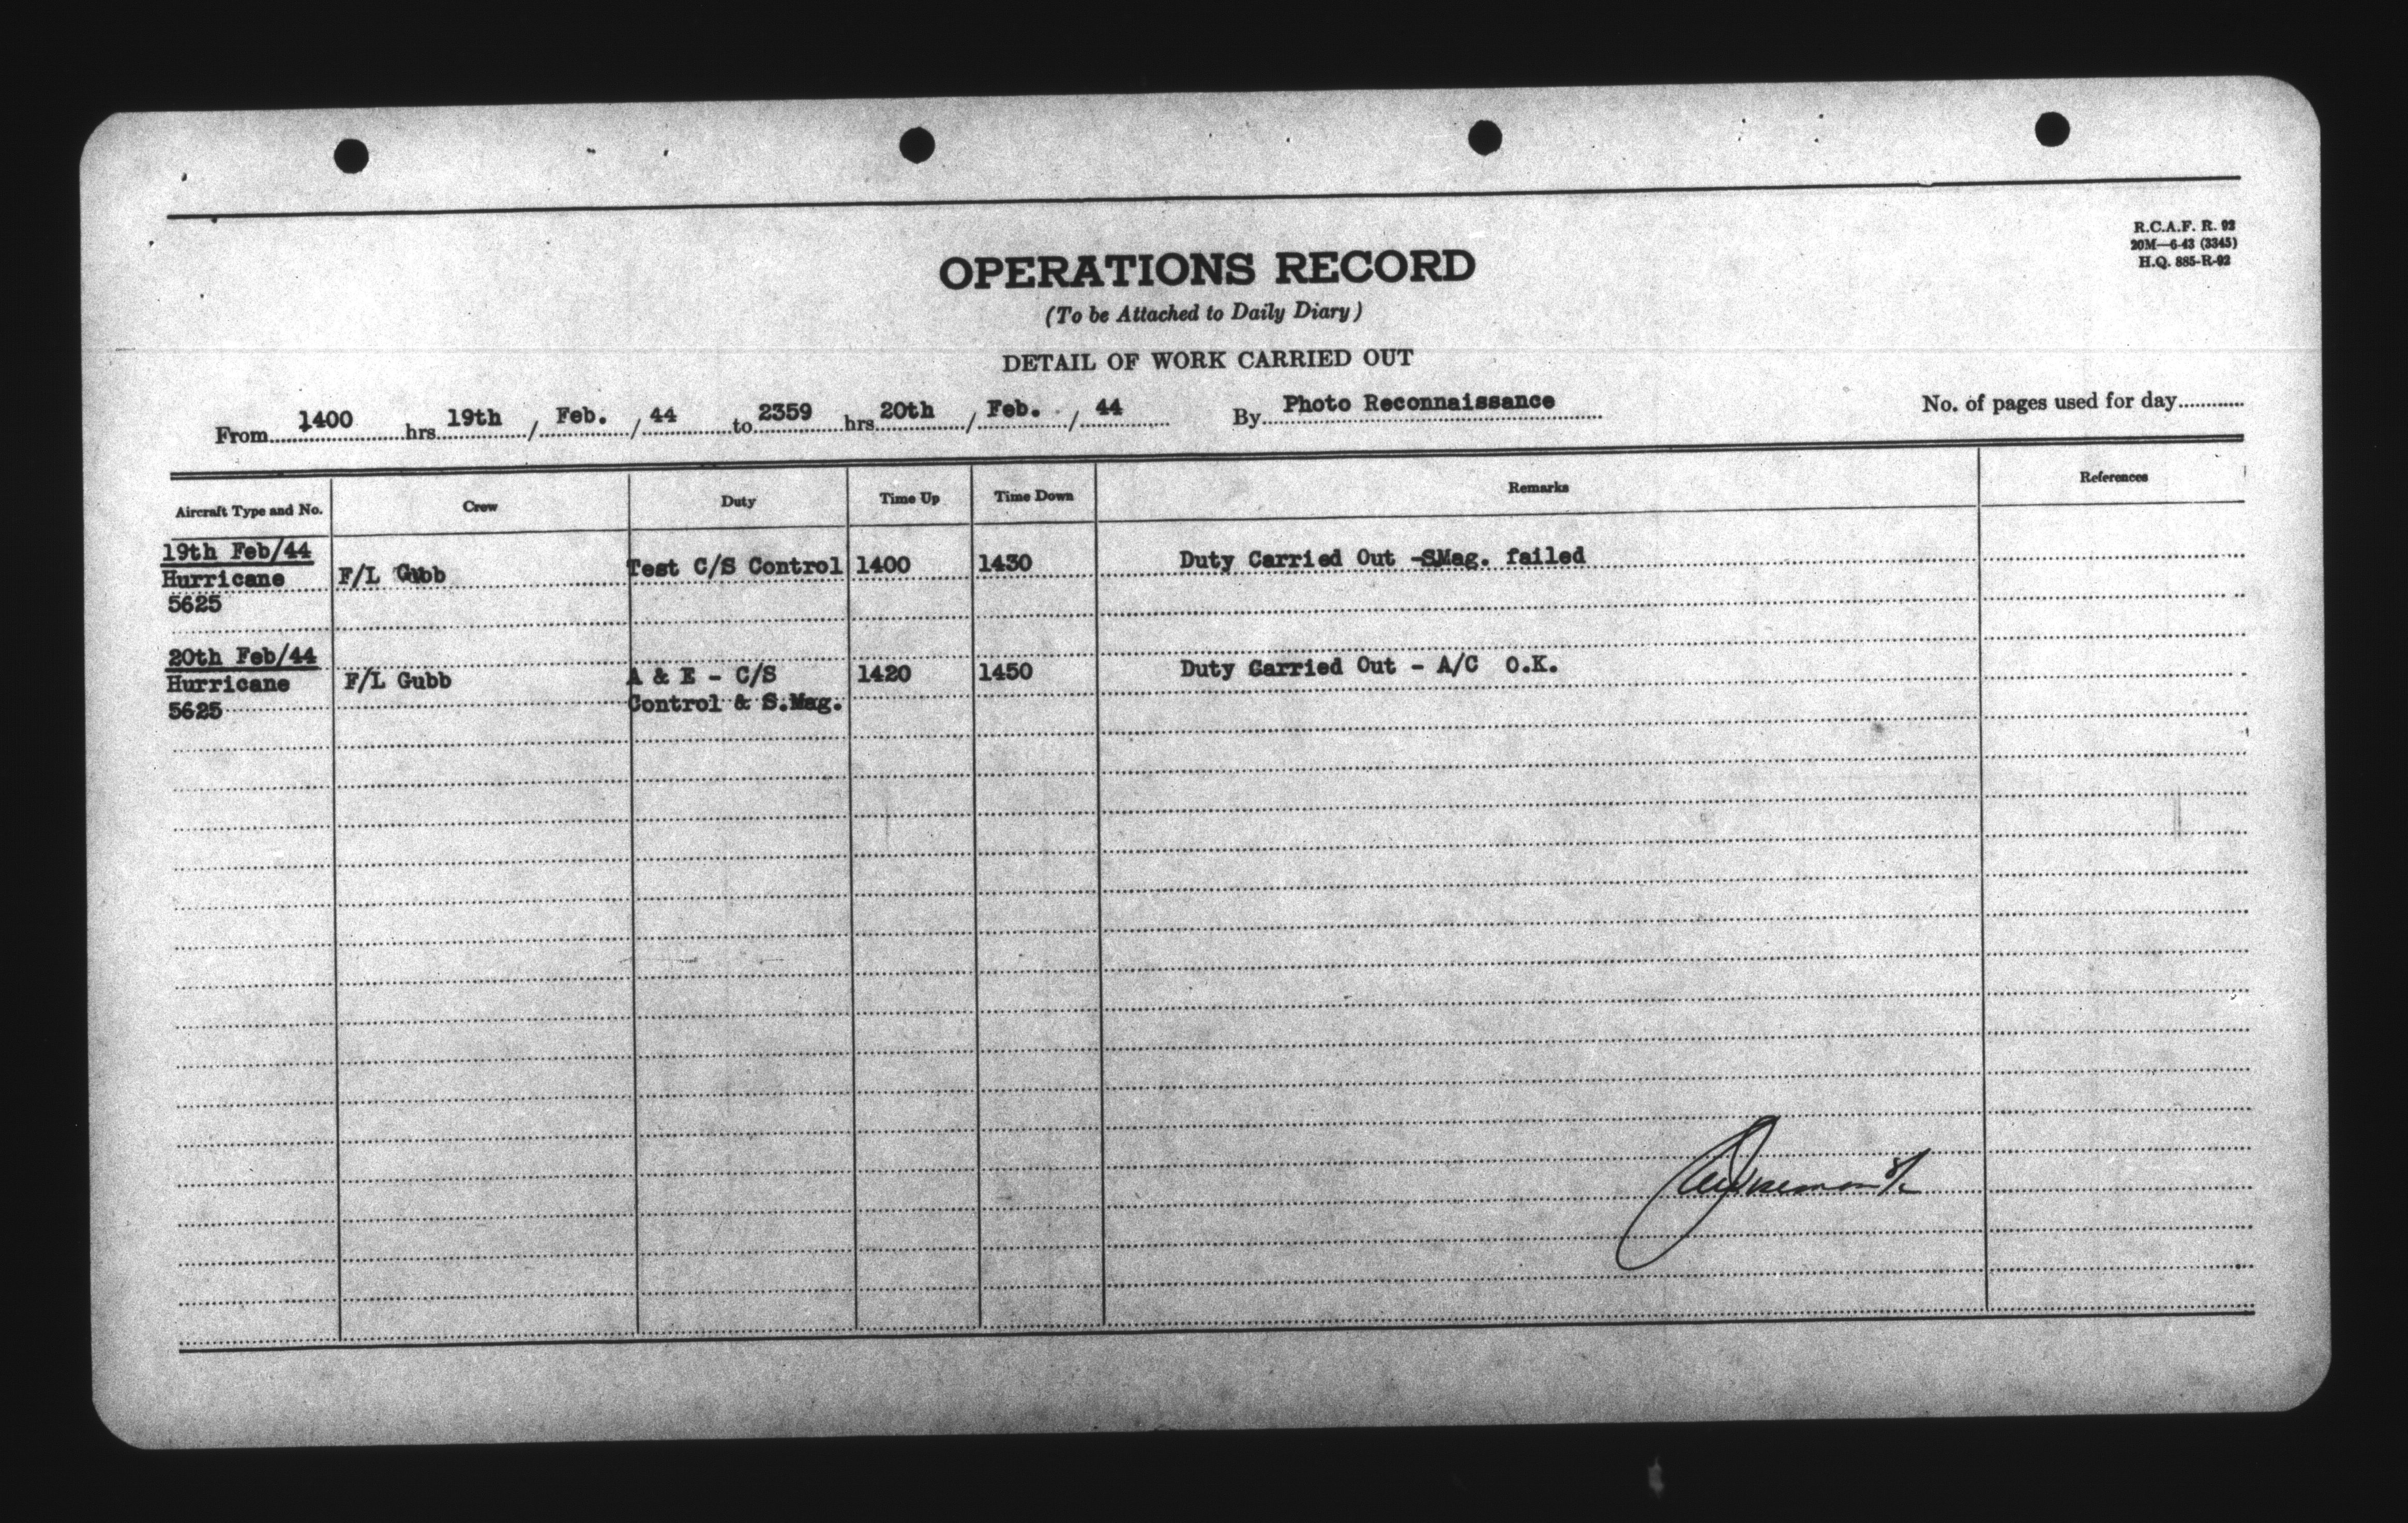 R.C.A.F. R. 92
20M—6-43 (3345)
H.Q. 885-R-92
OPERATIONS RECORD
(To be Attached to Daily Diary)
DETAIL OF WORK CARRIED OUT
From 1400 hrs 19th / Feb. / 44 to 2359 hrs 20th / Feb. / 44 By Photo Reconnaissance No. of pages used for day
Aircraft Type and No. Crew Duty Time Up Time Down Remarks References
19th Feb/44
Hurricane F/L Gubb Test C/S Control 1400 1430 Duty Carried Out -SMag. failed
5625
20th Feb/44
Hurricane F/L Gubb A & E - C/S 1420 1450 Duty Carried Out - A/C O.K.
5625 Control & S.Mag.